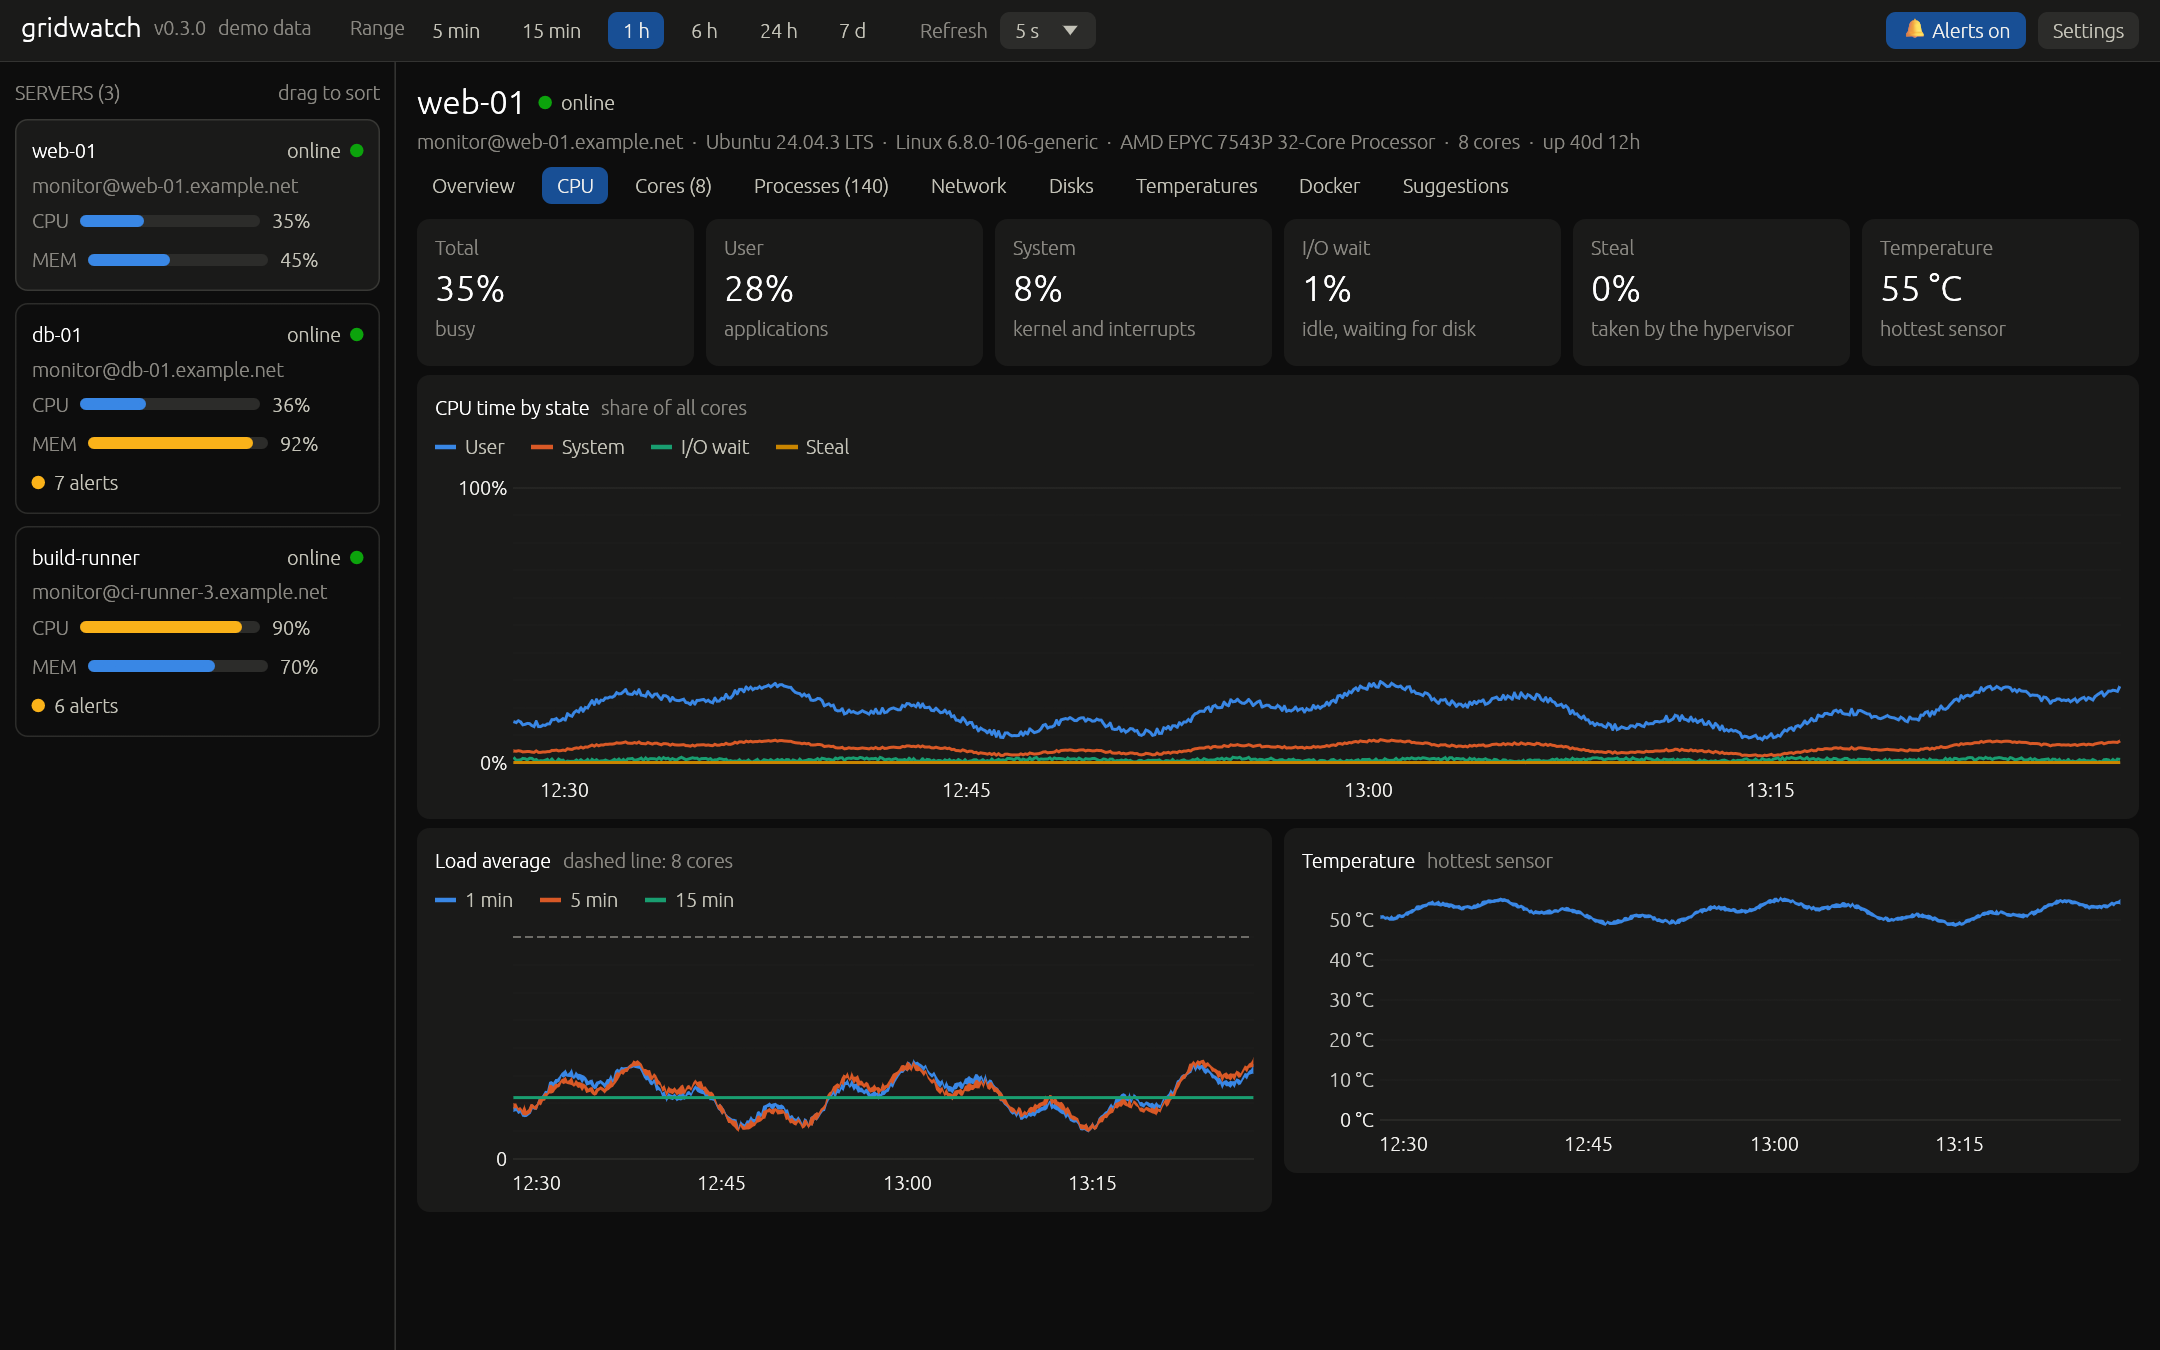 gridwatch v0.3.0 demo data Range 5 min 15 min 1 h 6 h 24 h 7 d Refresh 5 s Alerts on Settings
SERVERS (3) drag to sort
web-01 online
monitor@web-01.example.net
CPU 35%
MEM 45%
db-01 online
monitor@db-01.example.net
CPU 36%
MEM 92%
7 alerts
build-runner online
monitor@ci-runner-3.example.net
CPU 90%
MEM 70%
6 alerts
web-01 online
monitor@web-01.example.net · Ubuntu 24.04.3 LTS · Linux 6.8.0-106-generic · AMD EPYC 7543P 32-Core Processor · 8 cores · up 40d 12h
Overview CPU Cores (8) Processes (140) Network Disks Temperatures Docker Suggestions
Total
35%
busy
User
28%
applications
System
8%
kernel and interrupts
I/O wait
1%
idle, waiting for disk
Steal
0%
taken by the hypervisor
Temperature
55 °C
hottest sensor
CPU time by state share of all cores
User System I/O wait Steal
100%
0%
12:30 12:45 13:00 13:15
Load average dashed line: 8 cores
1 min 5 min 15 min
0
12:30 12:45 13:00 13:15
Temperature hottest sensor
50 °C
40 °C
30 °C
20 °C
10 °C
0 °C
12:30 12:45 13:00 13:15